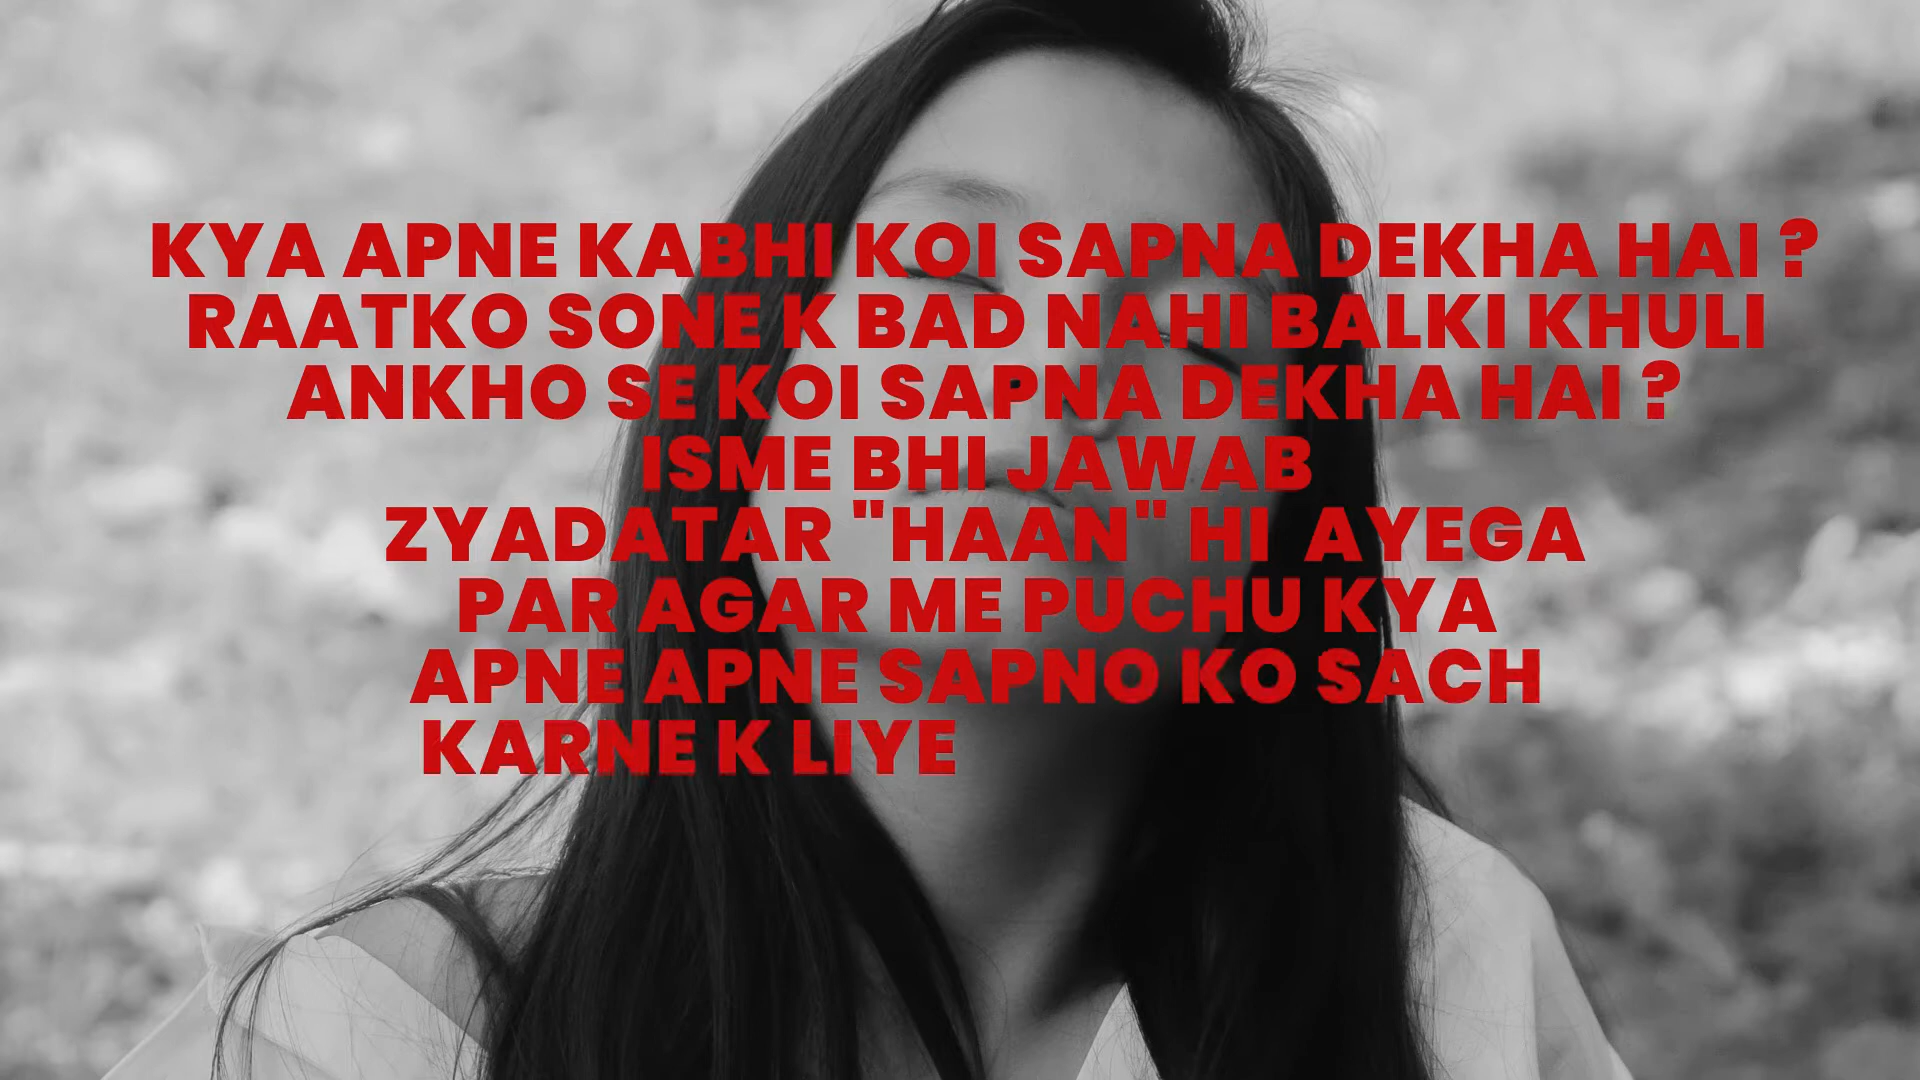 KYA APNE KABHI KOI SAPNA DEKHA HAI ?
RAATKO SONE K BAD NAHI BALKI KHULI
ANKHO SE KOI SAPNA DEKHA HAI ?
ISME BHI JAWAB
ZYADATAR "HAAN" HI AYEGA
PAR AGAR ME PUCHU KYA
APNE APNE SAPNO KO SACH
KARNE K LIYE